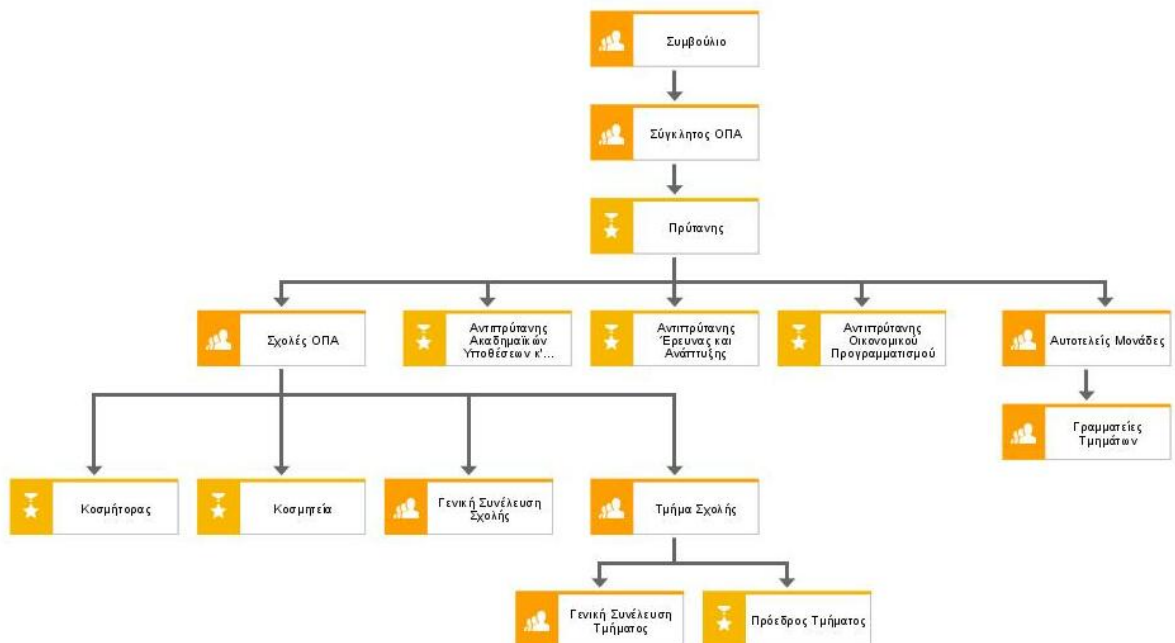 Συμβούλιο
Σύγκλητος ΟΠΑ
Πρύτανης
Σχολές ΟΠΑ
Αντιπρύτανης
Ακαδημαϊκών
Υποθέσεων κ'...
Αντιπρύτανης
Έρευνας και
Ανάπτυξης
Αντιπρύτανης
Οικονομικού
Προγραμματισμού
Αυτοτελείς Μονάδες
Γραμματείες
Τμημάτων
Κοσμήτορας
Κοσμητεία
Γενική Συνέλευση
Σχολής
Τμήμα Σχολής
Γενική Συνέλευση
Τμήματος
Πρόεδρος Τμήματος